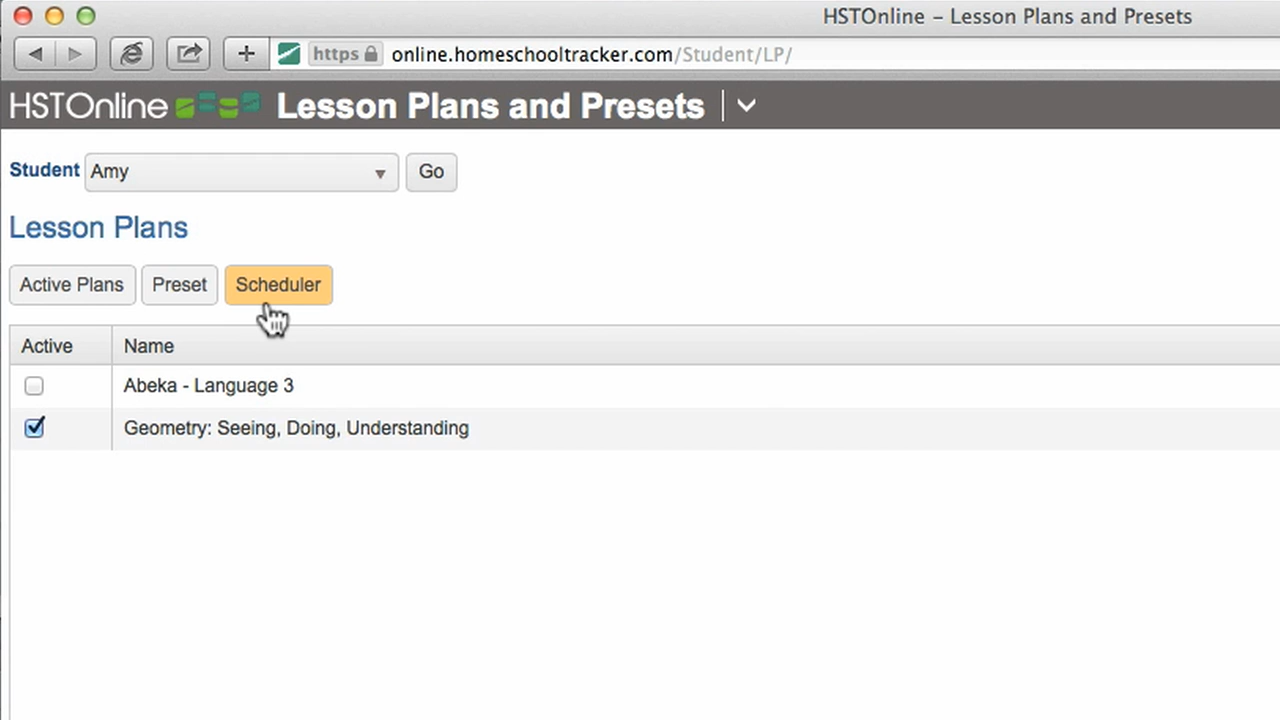 HSTOnline – Lesson Plans and Presets
https online.homeschooltracker.com/Student/LP/
HSTOnline Lesson Plans and Presets
Student Amy Go
Lesson Plans
Active Plans Preset Scheduler
Active Name
Abeka - Language 3
Geometry: Seeing, Doing, Understanding